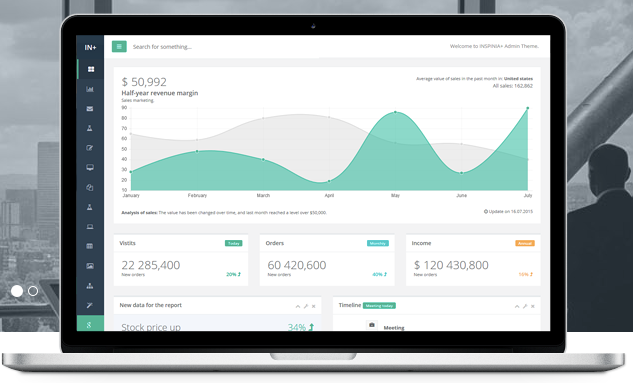 IN+
Search for something...
Welcome to INSPINIA+ Admin Theme.
$ 50,992
Half-year revenue margin
Sales marketing.
Average value of sales in the past month in: United states
All sales: 162,862
90
80
70
60
50
40
30
20
10
January February March April May June July
Analysis of sales: The value has been changed over time, and last month reached a level over $50,000.
Update on 16.07.2015
Vistits Today
22 285,400
New orders 20%
Orders Monthly
60 420,600
New orders 40%
Income Annual
$ 120 430,800
New orders 16%
New data for the report
Stock price up 34%
Timeline Meeting today
Meeting